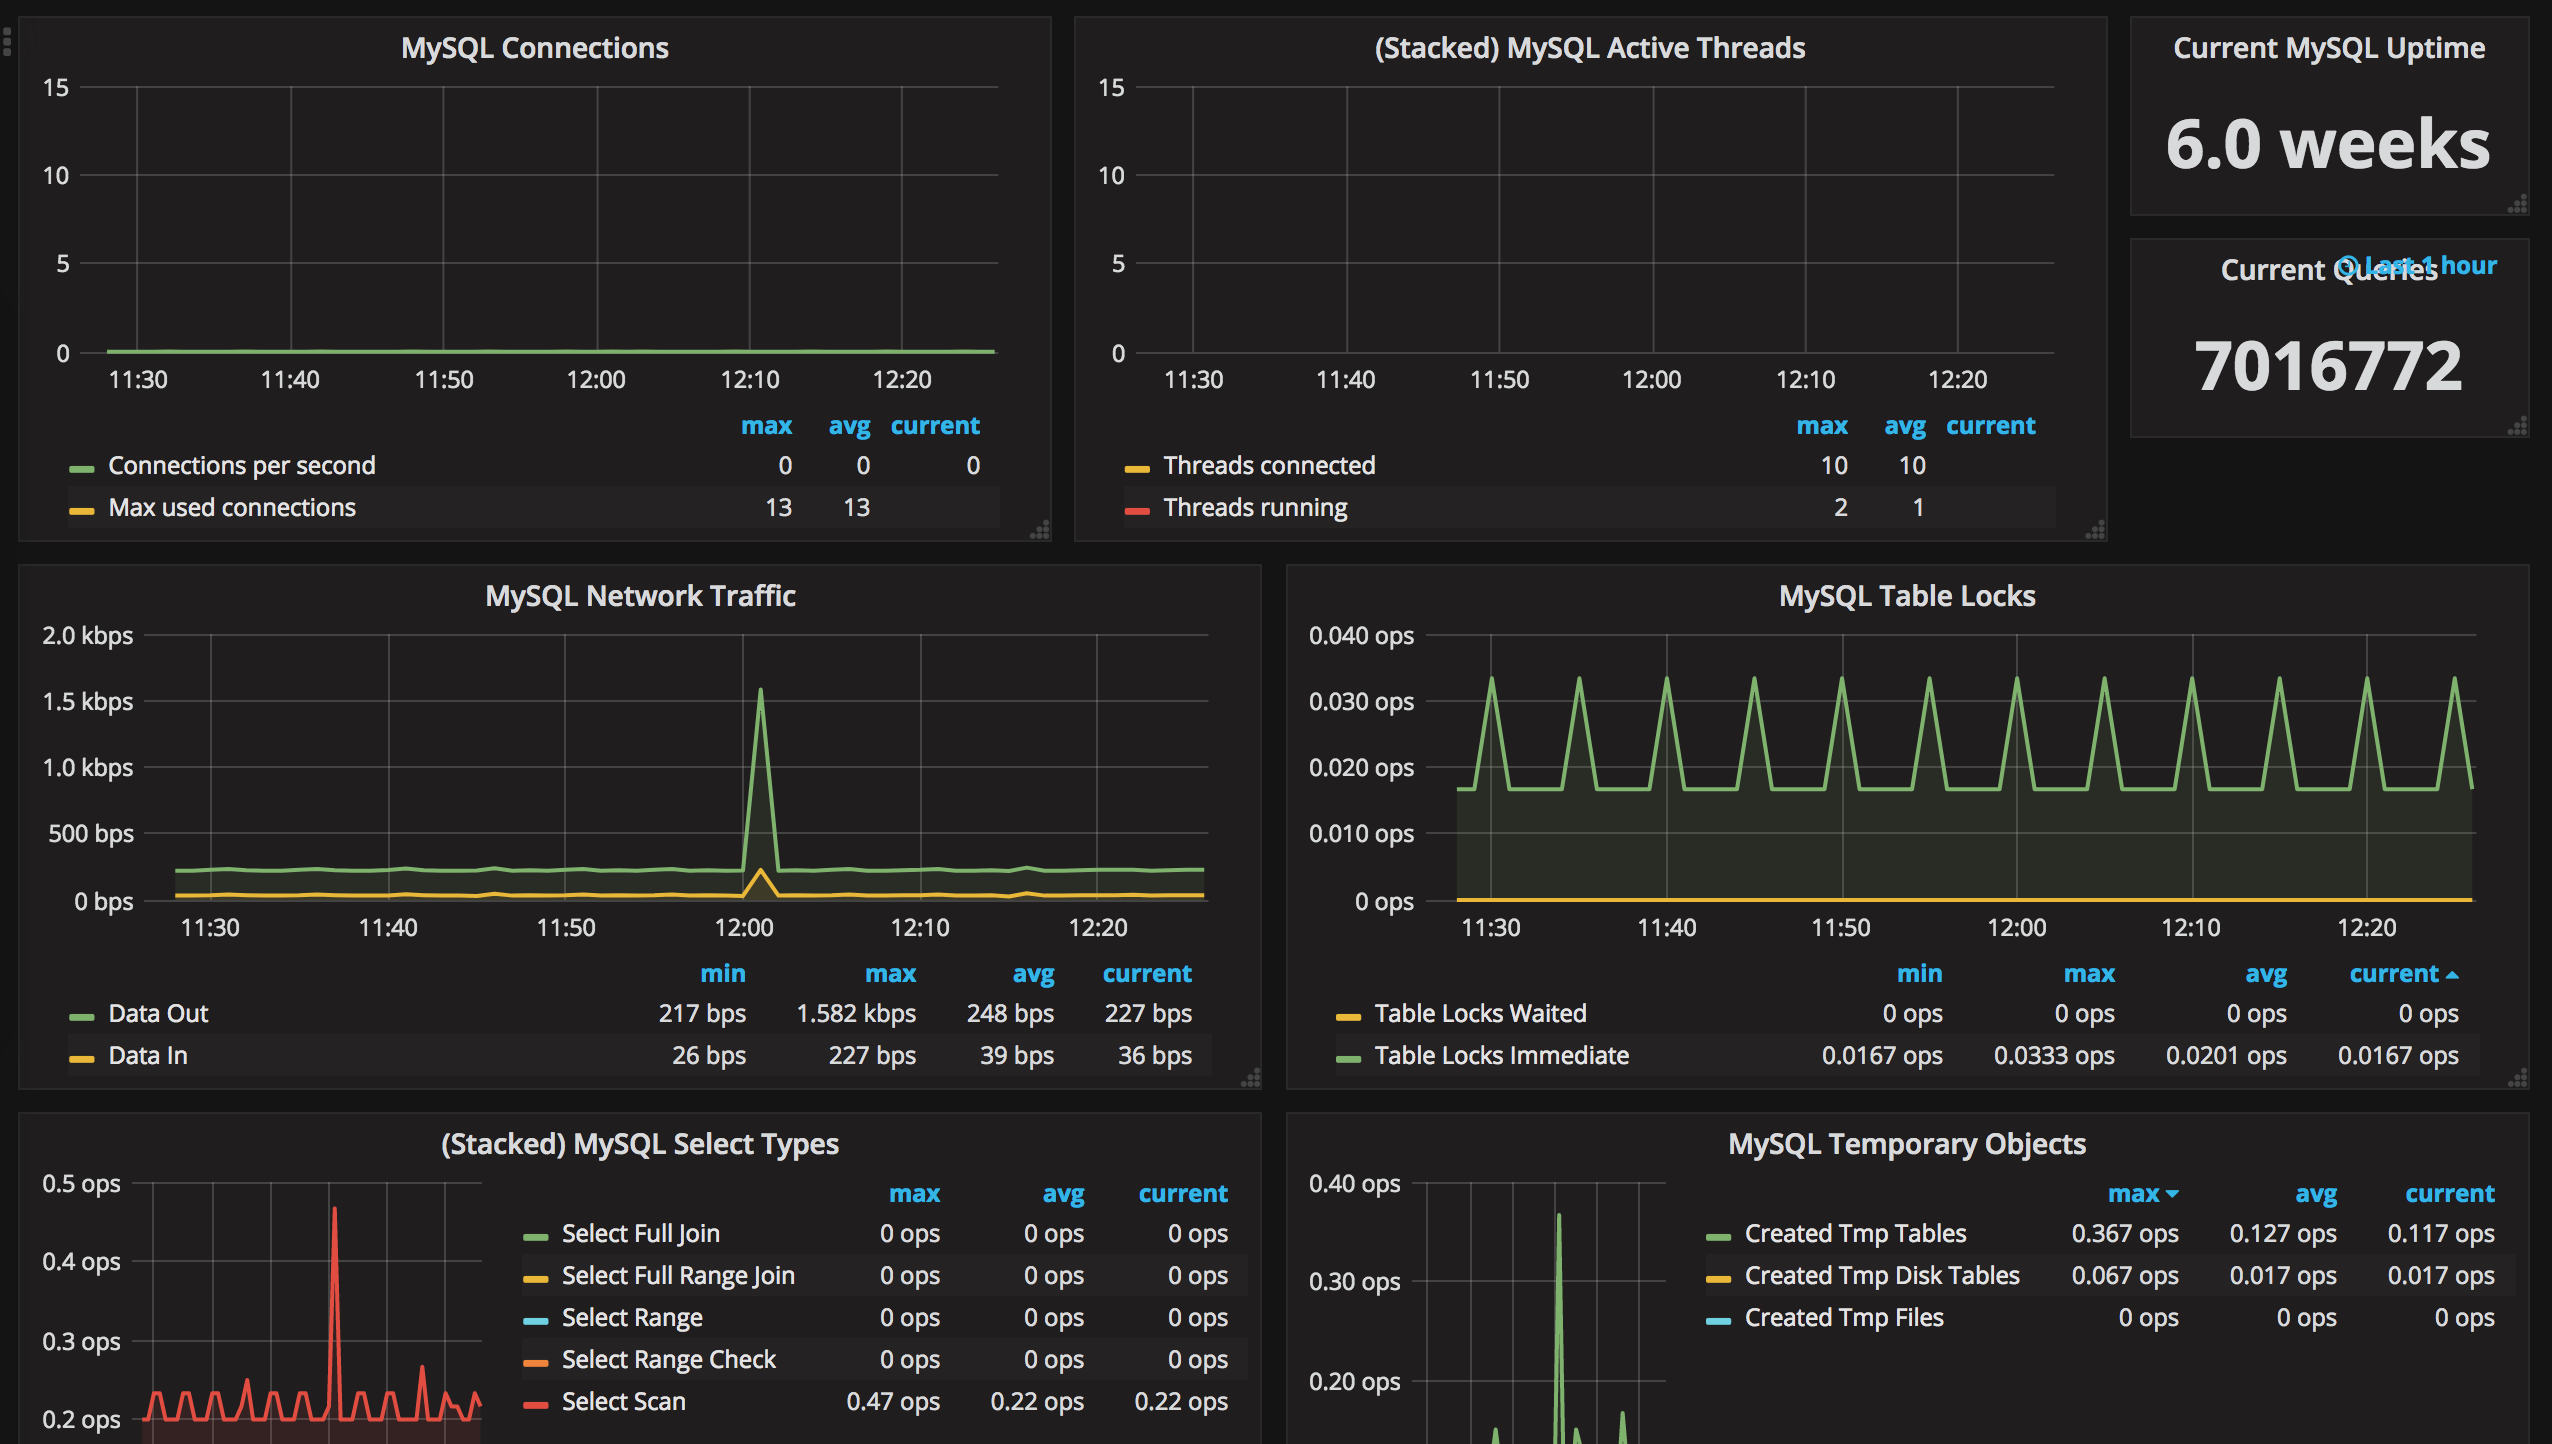 MySQL Connections
15
10
5
0
11:30 11:40 11:50 12:00 12:10 12:20
max avg current
Connections per second 0 0 0
Max used connections 13 13
(Stacked) MySQL Active Threads
15
10
5
0
11:30 11:40 11:50 12:00 12:10 12:20
max avg current
Threads connected 10 10
Threads running 2 1
Current MySQL Uptime
6.0 weeks
Current Queries
Last 1 hour
7016772
MySQL Network Traffic
2.0 kbps
1.5 kbps
1.0 kbps
500 bps
0 bps
11:30 11:40 11:50 12:00 12:10 12:20
min max avg current
Data Out 217 bps 1.582 kbps 248 bps 227 bps
Data In 26 bps 227 bps 39 bps 36 bps
MySQL Table Locks
0.040 ops
0.030 ops
0.020 ops
0.010 ops
0 ops
11:30 11:40 11:50 12:00 12:10 12:20
min max avg current
Table Locks Waited 0 ops 0 ops 0 ops 0 ops
Table Locks Immediate 0.0167 ops 0.0333 ops 0.0201 ops 0.0167 ops
(Stacked) MySQL Select Types
0.5 ops
0.4 ops
0.3 ops
0.2 ops
max avg current
Select Full Join 0 ops 0 ops 0 ops
Select Full Range Join 0 ops 0 ops 0 ops
Select Range 0 ops 0 ops 0 ops
Select Range Check 0 ops 0 ops 0 ops
Select Scan 0.47 ops 0.22 ops 0.22 ops
MySQL Temporary Objects
0.40 ops
0.30 ops
0.20 ops
max avg current
Created Tmp Tables 0.367 ops 0.127 ops 0.117 ops
Created Tmp Disk Tables 0.067 ops 0.017 ops 0.017 ops
Created Tmp Files 0 ops 0 ops 0 ops